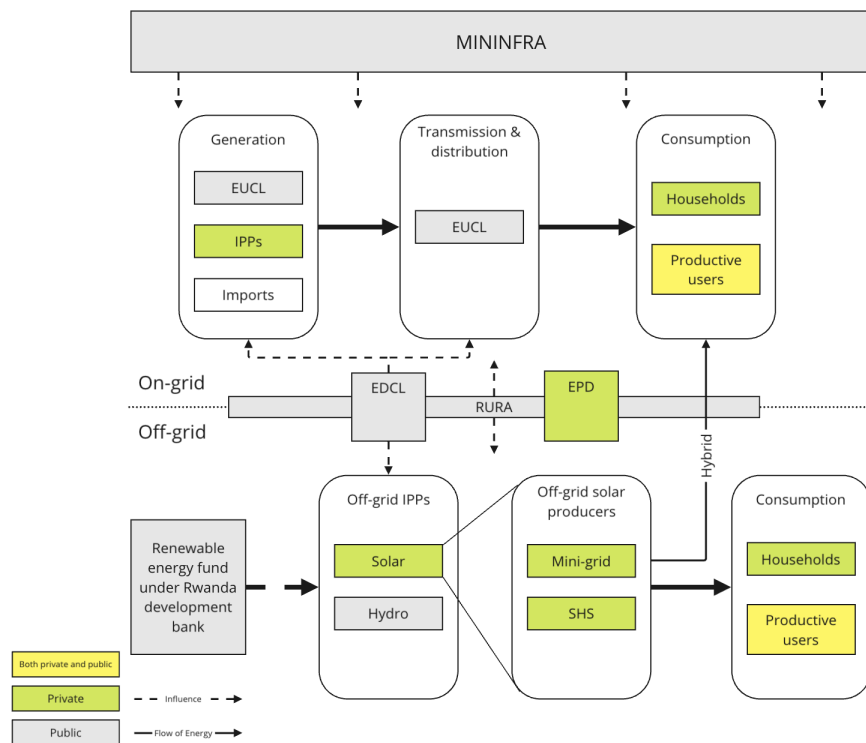 MININFRA
Generation
EUCL
IPPs
Imports
Transmission &
distribution
EUCL
Consumption
Households
Productive
users
On-grid
Off-grid
EDCL
RURA
EPD
Hybrid
Renewable
energy fund
under Rwanda
development
bank
Off-grid IPPs
Solar
Hydro
Off-grid solar
producers
Mini-grid
SHS
Consumption
Households
Productive
users
Both private and public
Private
Public
Influence
Flow of Energy